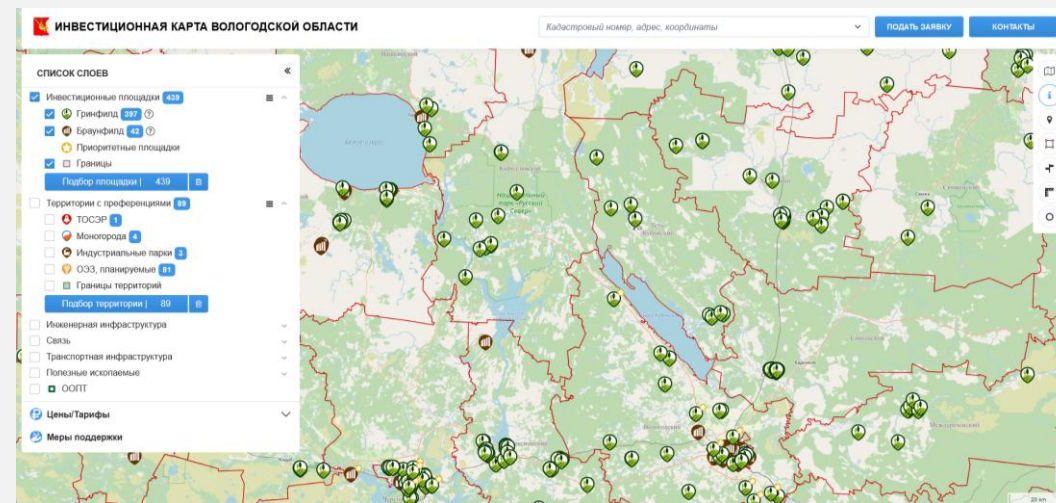 ИНВЕСТИЦИОННАЯ КАРТА ВОЛОГОДСКОЙ ОБЛАСТИ
Кадастровый номер, адрес, координаты
ПОДАТЬ ЗАЯВКУ
КОНТАКТЫ
СПИСОК СЛОЕВ
Инвестиционные площадки 439
Гринфилд 397
Браунфилд 42
Приоритетные площадки
Границы
Подбор площадки | 439
Территории с преференциями 89
ТОСЭР 1
Моногорода 4
Индустриальные парки 3
ОЭЗ, планируемые 81
Границы территорий
Подбор территории | 89
Инженерная инфраструктура
Связь
Транспортная инфраструктура
Полезные ископаемые
ООПТ
Цены/Тарифы
Меры поддержки
20 km